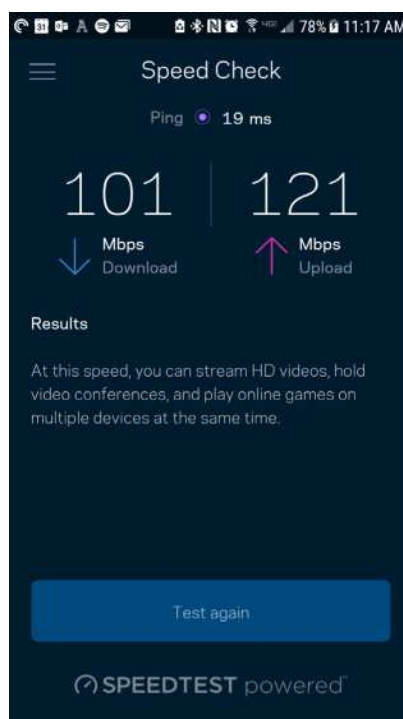 78% 11:17 AM
Speed Check
Ping 19 ms
101 121
Mbps Mbps
Download Upload
Results
At this speed, you can stream HD videos, hold
video conferences, and play online games on
multiple devices at the same time.
Test again
SPEEDTEST powered